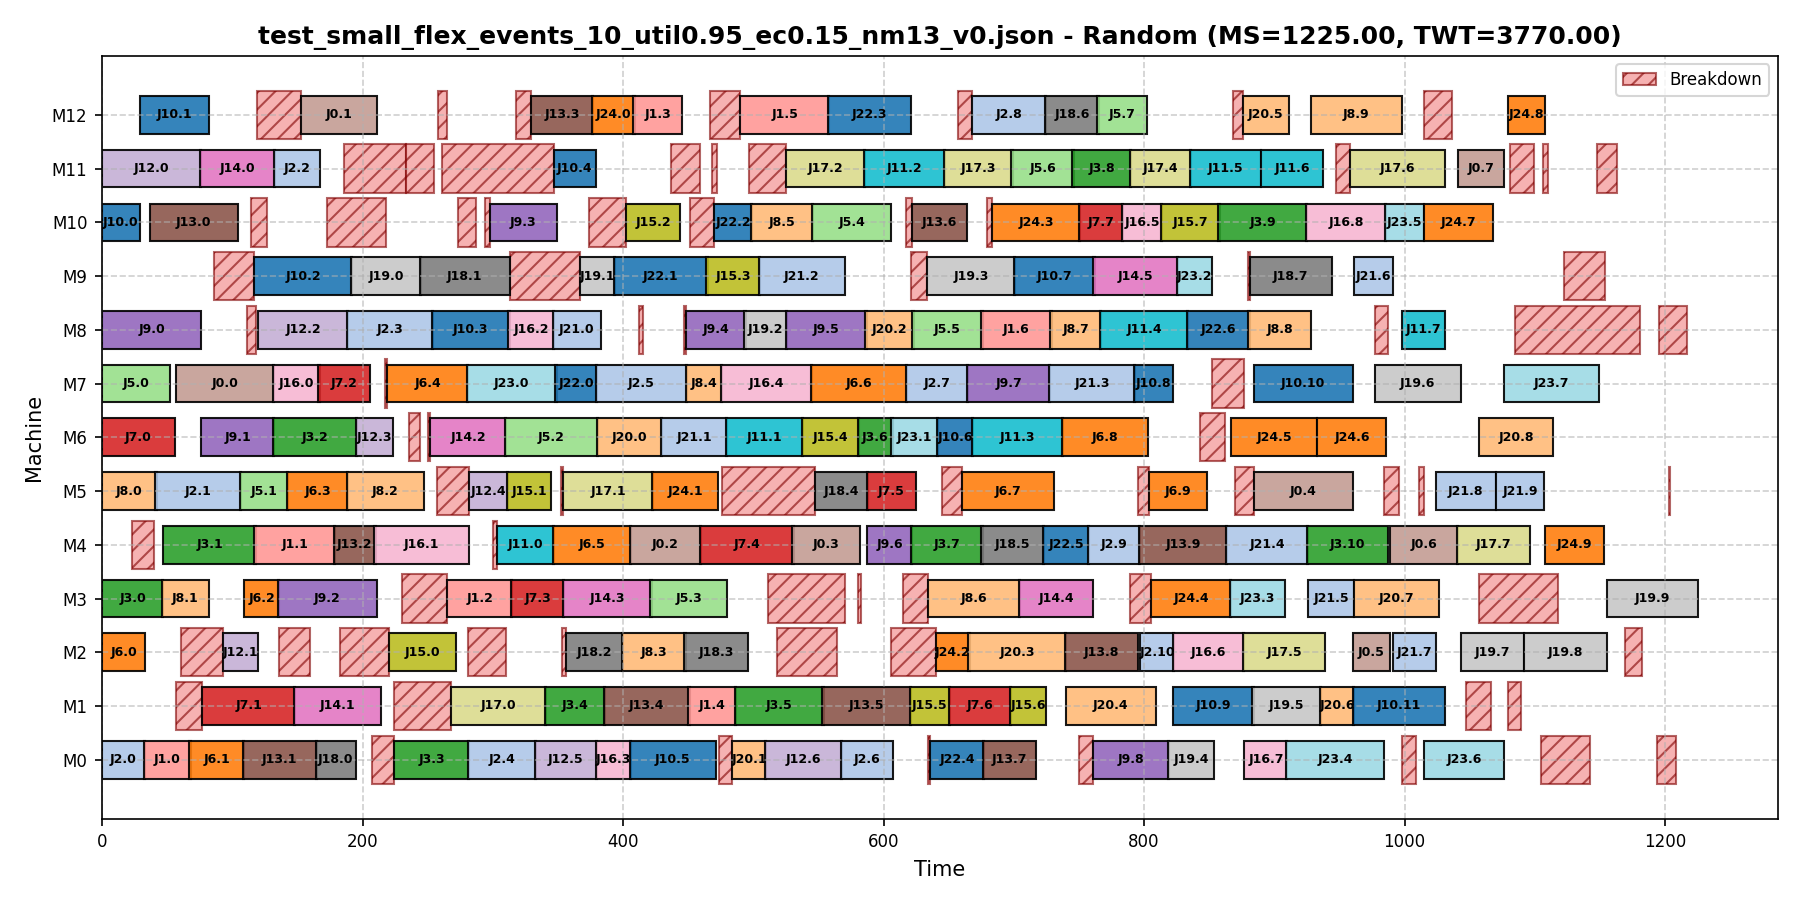 test_small_flex_events_10_util0.95_ec0.15_nm13_v0.json - Random (MS=1225.00, TWT=3770.00)
Breakdown
M12 J10.1 J0.1 J13.3 J24.0 J1.3 J1.5 J22.3 J2.8 J18.6 J5.7 J20.5 J8.9 J24.8
M11 J12.0 J14.0 J2.2 J10.4 J17.2 J11.2 J17.3 J5.6 J3.8 J17.4 J11.5 J11.6 J17.6 J0.7
M10 J10.0 J13.0 J9.3 J15.2 J22.2 J8.5 J5.4 J13.6 J24.3 J7.7 J16.5 J15.7 J3.9 J16.8 J23.5 J24.7
M9 J10.2 J19.0 J18.1 J19.1 J22.1 J15.3 J21.2 J19.3 J10.7 J14.5 J23.2 J18.7 J21.6
M8 J9.0 J12.2 J2.3 J10.3 J16.2 J21.0 J9.4 J19.2 J9.5 J20.2 J5.5 J1.6 J8.7 J11.4 J22.6 J8.8 J11.7
M7 J5.0 J0.0 J16.0 J7.2 J6.4 J23.0 J22.0 J2.5 J8.4 J16.4 J6.6 J2.7 J9.7 J21.3 J10.8 J10.10 J19.6 J23.7
M6 J7.0 J9.1 J3.2 J12.3 J14.2 J5.2 J20.0 J21.1 J11.1 J15.4 J3.6 J23.1 J10.6 J11.3 J6.8 J24.5 J24.6 J20.8
M5 J8.0 J2.1 J5.1 J6.3 J8.2 J12.4 J15.1 J17.1 J24.1 J18.4 J7.5 J6.7 J6.9 J0.4 J21.8 J21.9
M4 J3.1 J1.1 J13.2 J16.1 J11.0 J6.5 J0.2 J7.4 J0.3 J9.6 J3.7 J18.5 J22.5 J2.9 J13.9 J21.4 J3.10 J0.6 J17.7 J24.9
M3 J3.0 J8.1 J6.2 J9.2 J1.2 J7.3 J14.3 J5.3 J8.6 J14.4 J24.4 J23.3 J21.5 J20.7 J19.9
M2 J6.0 J12.1 J15.0 J18.2 J8.3 J18.3 J24.2 J20.3 J13.8 J2.10 J16.6 J17.5 J0.5 J21.7 J19.7 J19.8
M1 J7.1 J14.1 J17.0 J3.4 J13.4 J1.4 J3.5 J13.5 J15.5 J7.6 J15.6 J20.4 J10.9 J19.5 J20.6 J10.11
M0 J2.0 J1.0 J6.1 J13.1 J18.0 J3.3 J2.4 J12.5 J16.3 J10.5 J20.1 J12.6 J2.6 J22.4 J13.7 J9.8 J19.4 J16.7 J23.4 J23.6
Machine
0 200 400 600 800 1000 1200
Time